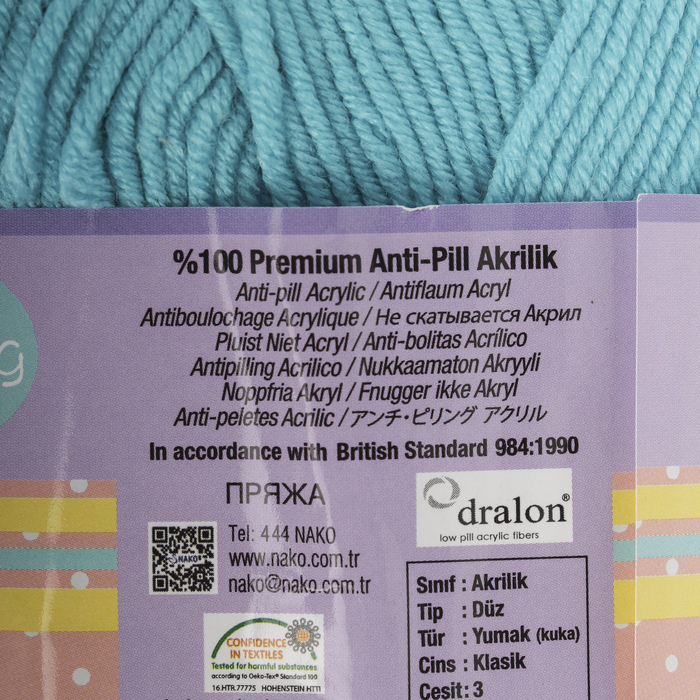 %100 Premium Anti-Pill Akrilik
Anti-pill Acrylic / Antiflaum Acryl
Antiboulochage Acrylique / Не скатывается Акрил
Pluist Niet Acryl / Anti-bolitas Acrílico
Antipilling Acrilico / Nukkaamaton Akryyli
Noppfria Akryl / Fnugger ikke Akryl
Anti-peletes Acrilic / アンチ・ピリング アクリル
In accordance with British Standard 984:1990
ПРЯЖА
Tel: 444 NAKO
www.nako.com.tr
nako@nako.com.tr
NAKO
dralon®
low pill acrylic fibers
CONFIDENCE
IN TEXTILES
Tested for harmful substances
according to Oeko-Tex® Standard 100
16.HTR.77775 HOHENSTEIN HTTI
Sınıf : Akrilik
Tip : Düz
Tür : Yumak (kuka)
Cins : Klasik
Çeşit : 3